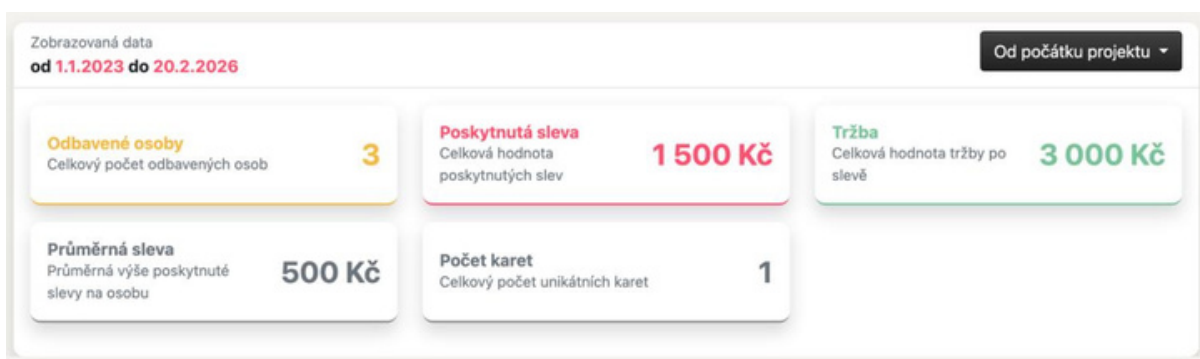 Zobrazovaná data
od 1.1.2023 do 20.2.2026
Od počátku projektu
Odbavené osoby
Celkový počet odbavených osob
3
Poskytnutá sleva
Celková hodnota
poskytnutých slev
1 500 Kč
Tržba
Celková hodnota tržby po
slevě
3 000 Kč
Průměrná sleva
Průměrná výše poskytnuté
slevy na osobu
500 Kč
Počet karet
Celkový počet unikátních karet
1